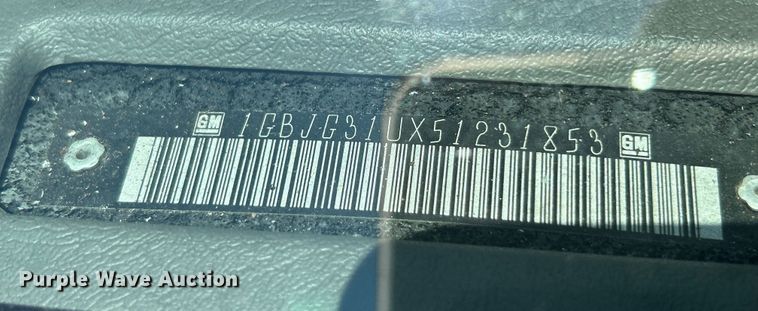 GM 1GBJG31UX51231853 GM
Purple Wave Auction